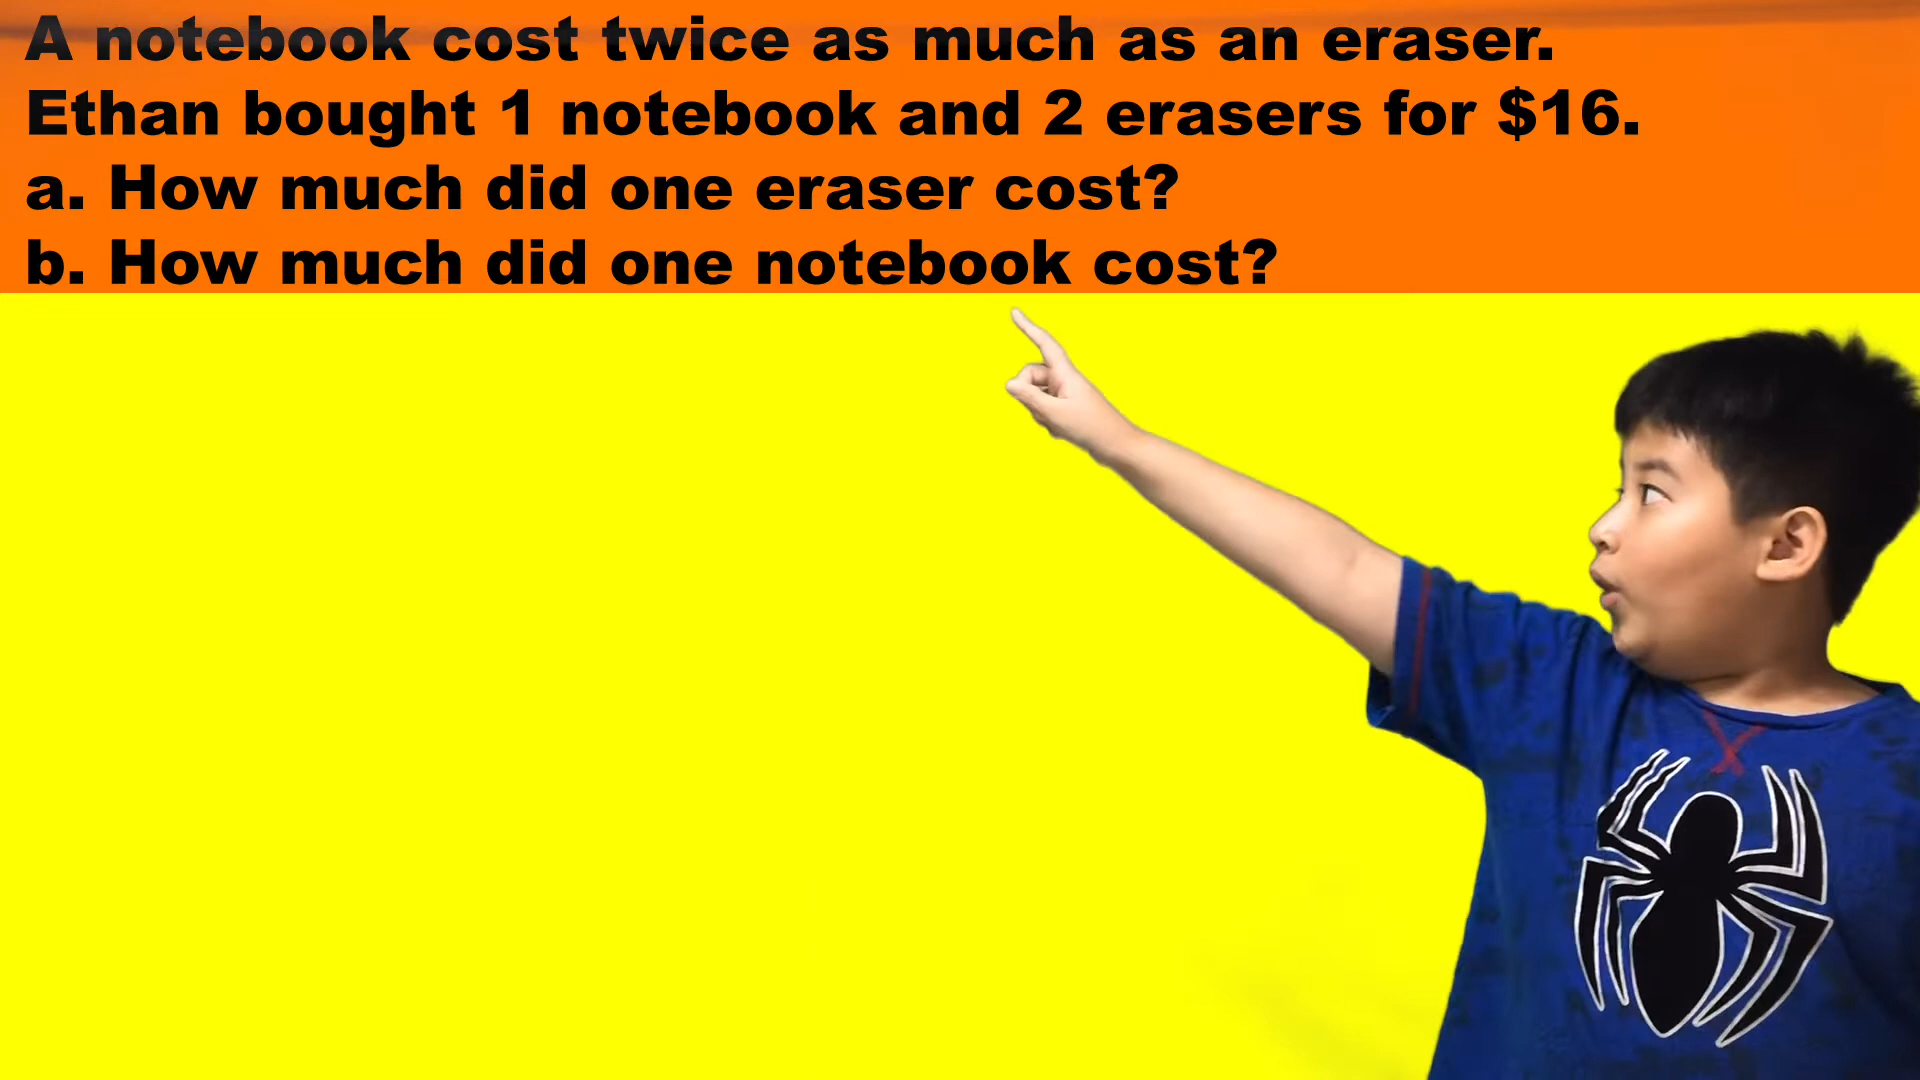 A notebook cost twice as much as an eraser.
Ethan bought 1 notebook and 2 erasers for $16.
a. How much did one eraser cost?
b. How much did one notebook cost?